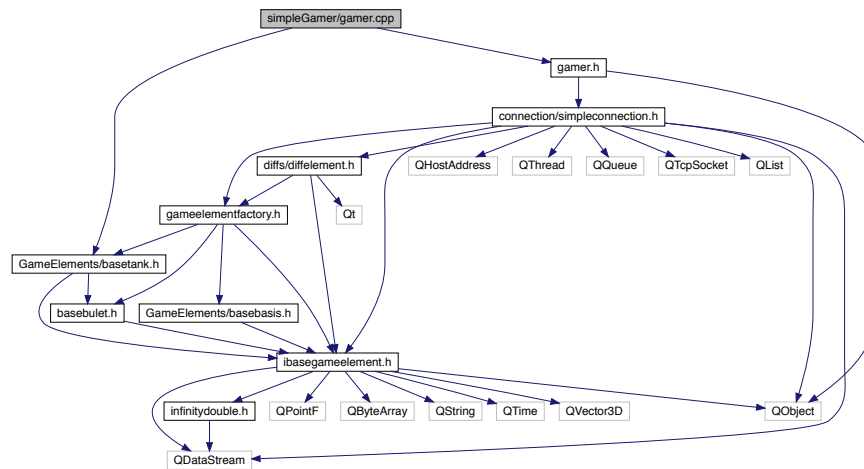 simpleGamer/gamer.cpp
gamer.h
connection/simpleconnection.h
diffs/diffelement.h
QHostAddress
QThread
QQueue
QTcpSocket
QList
gameelementfactory.h
Qt
GameElements/basetank.h
basebulet.h
GameElements/basebasis.h
ibasegameelement.h
infinitydouble.h
QPointF
QByteArray
QString
QTime
QVector3D
QObject
QDataStream